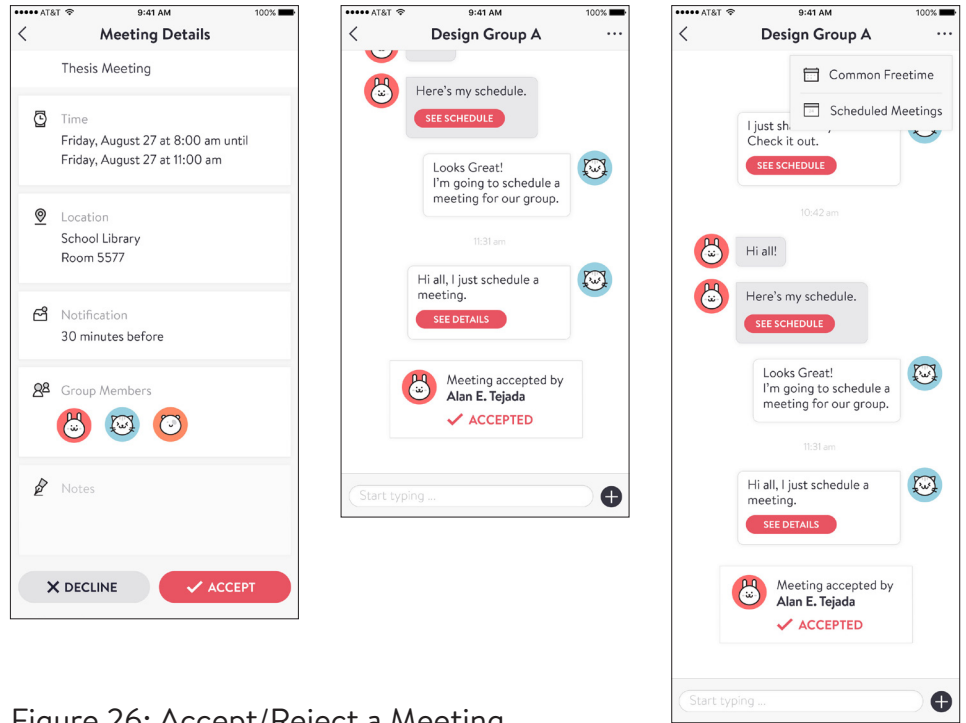 AT&T 9:41 AM 100%
Meeting Details
Thesis Meeting
Time
Friday, August 27 at 8:00 am until
Friday, August 27 at 11:00 am
Location
School Library
Room 5577
Notification
30 minutes before
Group Members
Notes
DECLINE
ACCEPT
AT&T 9:41 AM 100%
Design Group A
Here's my schedule.
SEE SCHEDULE
Looks Great!
I'm going to schedule a
meeting for our group.
11:31 am
Hi all, I just schedule a
meeting.
SEE DETAILS
Meeting accepted by
Alan E. Tejada
ACCEPTED
Start typing ...
AT&T 9:41 AM 100%
Design Group A
Common Freetime
Scheduled Meetings
I just
Check it out.
SEE SCHEDULE
10:42 am
Hi all!
Here's my schedule.
SEE SCHEDULE
Looks Great!
I'm going to schedule a
meeting for our group.
11:31 am
Hi all, I just schedule a
meeting.
SEE DETAILS
Meeting accepted by
Alan E. Tejada
ACCEPTED
Start typing ...
Figure 26: Accept/Reject a Meeting